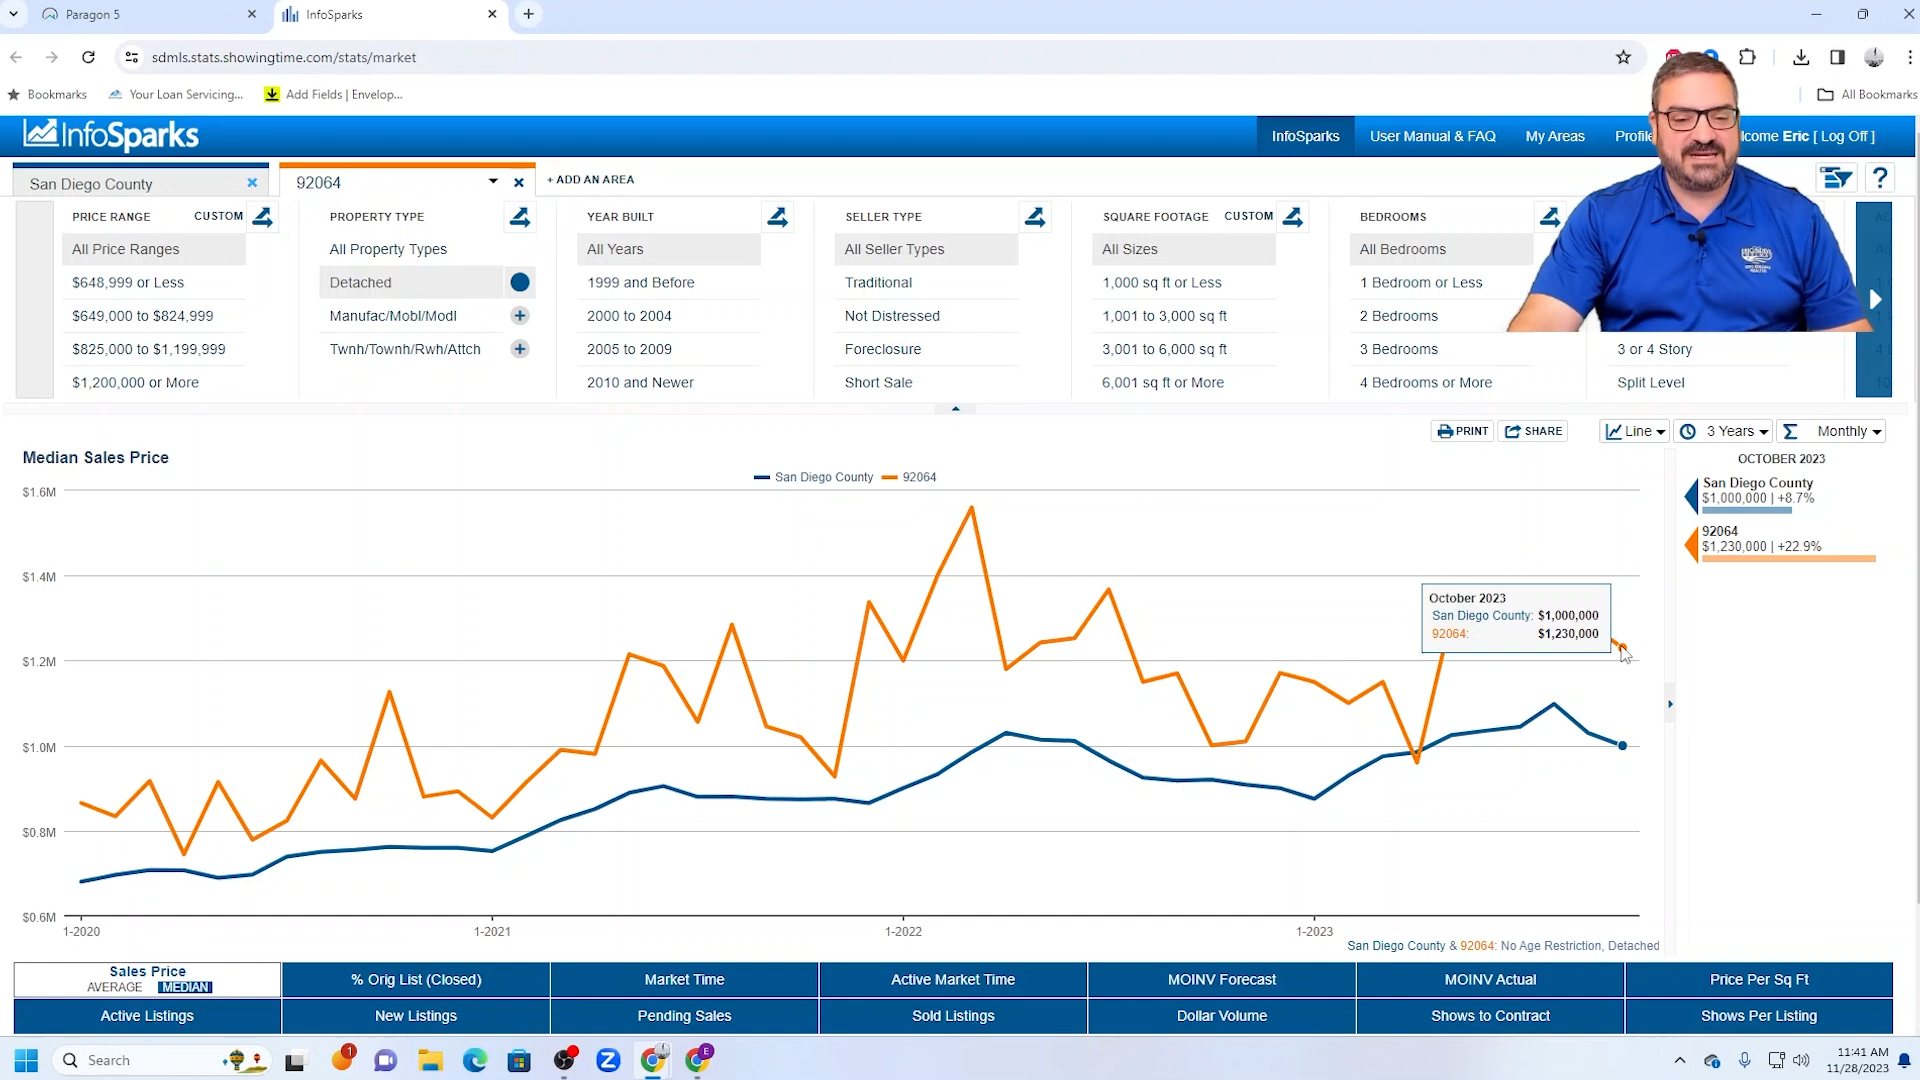 Paragon 5
InfoSparks
sdmls.stats.showingtime.com/stats/market
Bookmarks
Your Loan Servicing...
Add Fields | Envelop...
All Bookmarks
InfoSparks
InfoSparks
User Manual & FAQ
My Areas
Eric [ Log Off ]
San Diego County
92064
+ ADD AN AREA
?
PRICE RANGE CUSTOM
All Price Ranges
$648,999 or Less
$649,000 to $824,999
$825,000 to $1,199,999
$1,200,000 or More
PROPERTY TYPE
All Property Types
Detached
Manufac/Mobl/Modl
Twnh/Townh/Rwh/Attch
YEAR BUILT
All Years
1999 and Before
2000 to 2004
2005 to 2009
2010 and Newer
SELLER TYPE
All Seller Types
Traditional
Not Distressed
Foreclosure
Short Sale
SQUARE FOOTAGE CUSTOM
All Sizes
1,000 sq ft or Less
1,001 to 3,000 sq ft
3,001 to 6,000 sq ft
6,001 sq ft or More
BEDROOMS
All Bedrooms
1 Bedroom or Less
2 Bedrooms
3 Bedrooms
4 Bedrooms or More
3 or 4 Story
Split Level
PRINT
SHARE
Line
3 Years
Monthly
Median Sales Price
San Diego County 92064
$1.6M
$1.4M
$1.2M
$1.0M
$0.8M
$0.6M
1-2020
1-2021
1-2022
1-2023
October 2023
San Diego County: $1,000,000
92064: $1,230,000
OCTOBER 2023
San Diego County
$1,000,000 | +8.7%
92064
$1,230,000 | +22.9%
San Diego County & 92064: No Age Restriction, Detached
Sales Price
AVERAGE MEDIAN
% Orig List (Closed)
Market Time
Active Market Time
MOINV Forecast
MOINV Actual
Price Per Sq Ft
Active Listings
New Listings
Pending Sales
Sold Listings
Dollar Volume
Shows to Contract
Shows Per Listing
Search
1
E
11:41 AM
11/28/2023